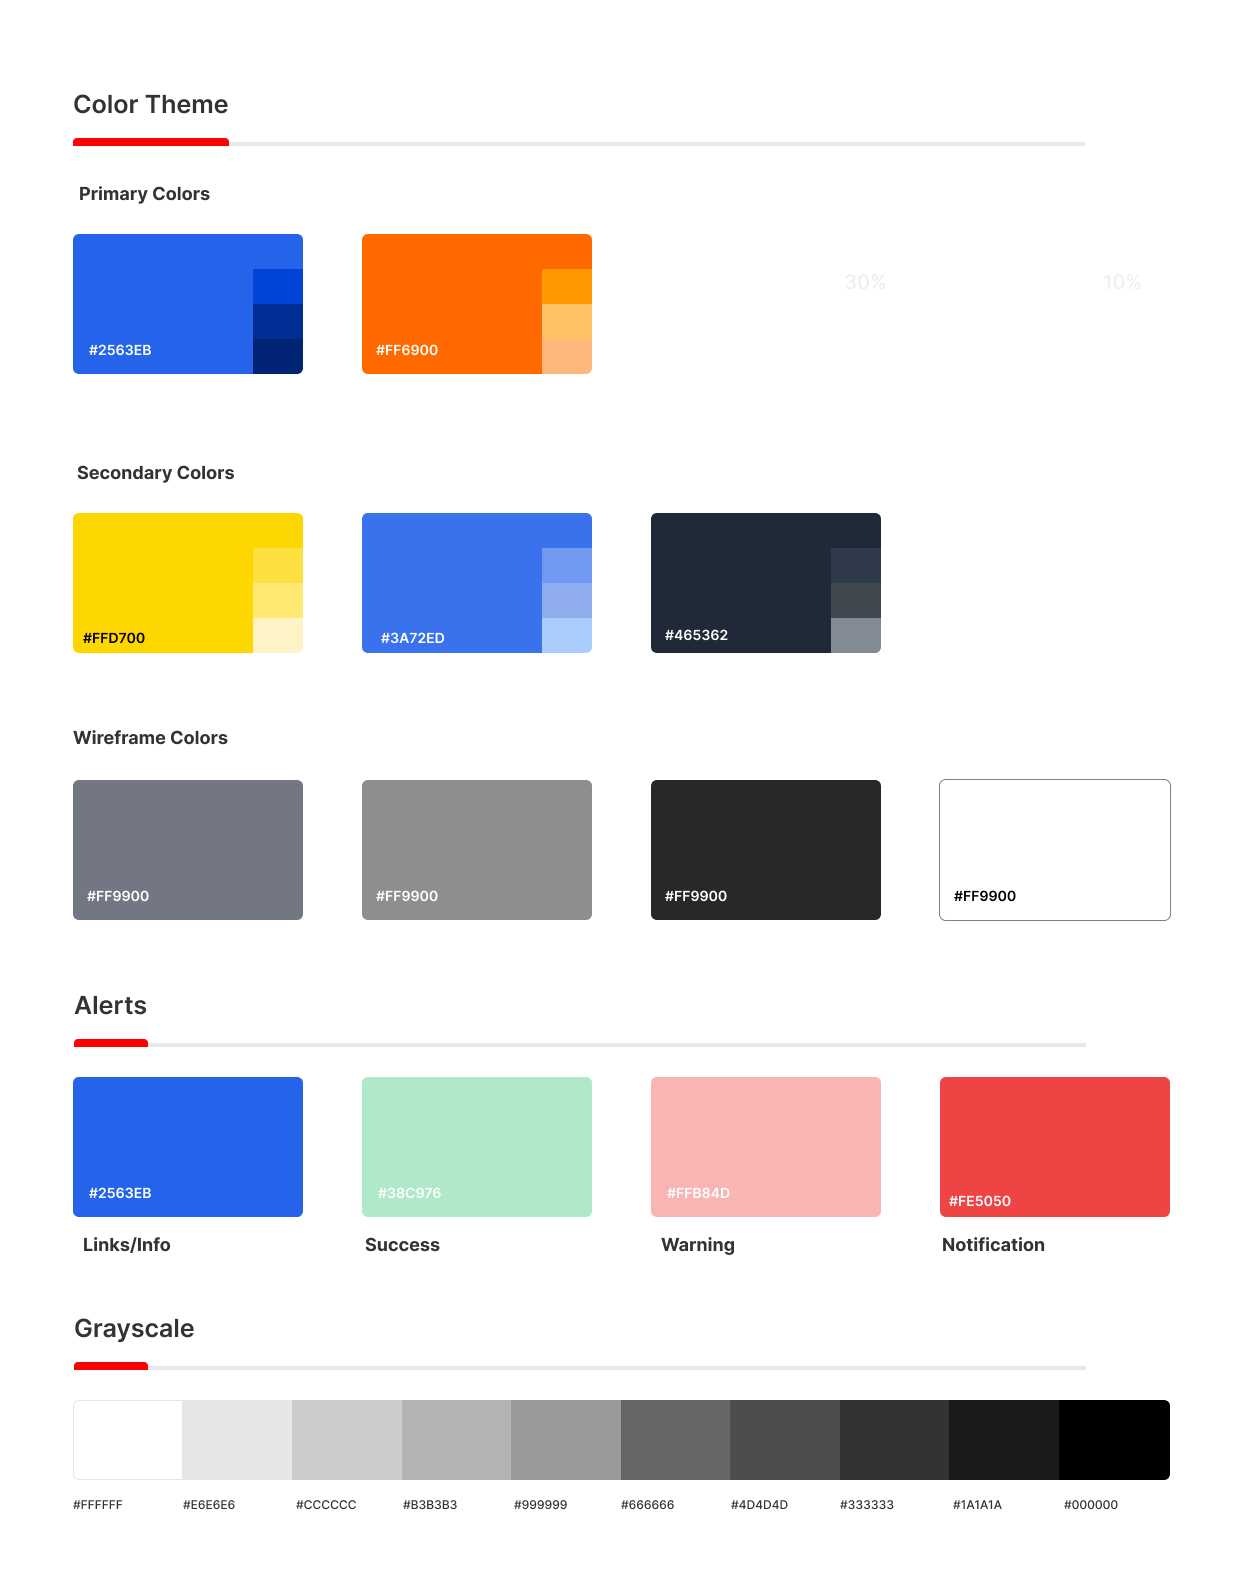 Color Theme
Primary Colors
30%
10%
#2563EB
#FF6900
Secondary Colors
#FFD700
#3A72ED
#465362
Wireframe Colors
#FF9900
#FF9900
#FF9900
#FF9900
Alerts
#2563EB
#38C976
#FFB84D
#FE5050
Links/Info
Success
Warning
Notification
Grayscale
#FFFFFF
#E6E6E6
#CCCCCC
#B3B3B3
#999999
#666666
#4D4D4D
#333333
#1A1A1A
#000000